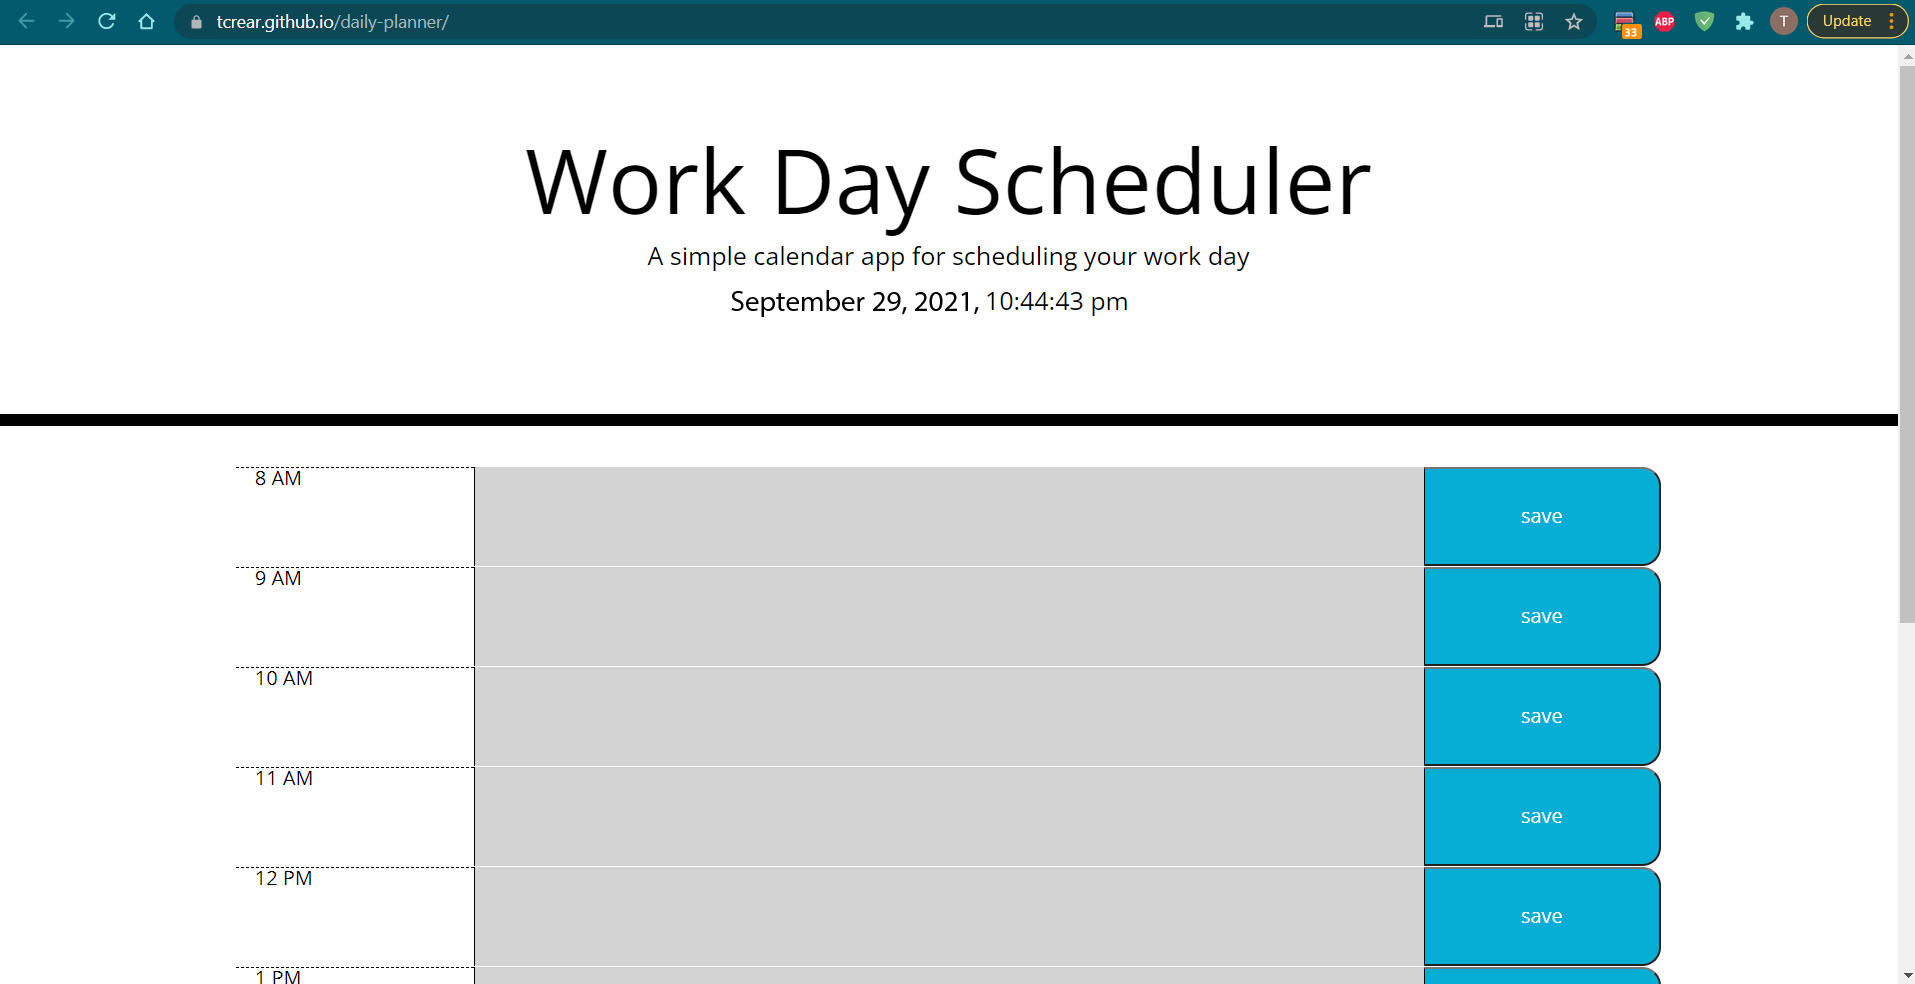 tcrear.github.io/daily-planner/
33
ABP
T
Update
Work Day Scheduler
A simple calendar app for scheduling your work day
September 29, 2021, 10:44:43 pm
8 AM
save
9 AM
save
10 AM
save
11 AM
save
12 PM
save
1 PM